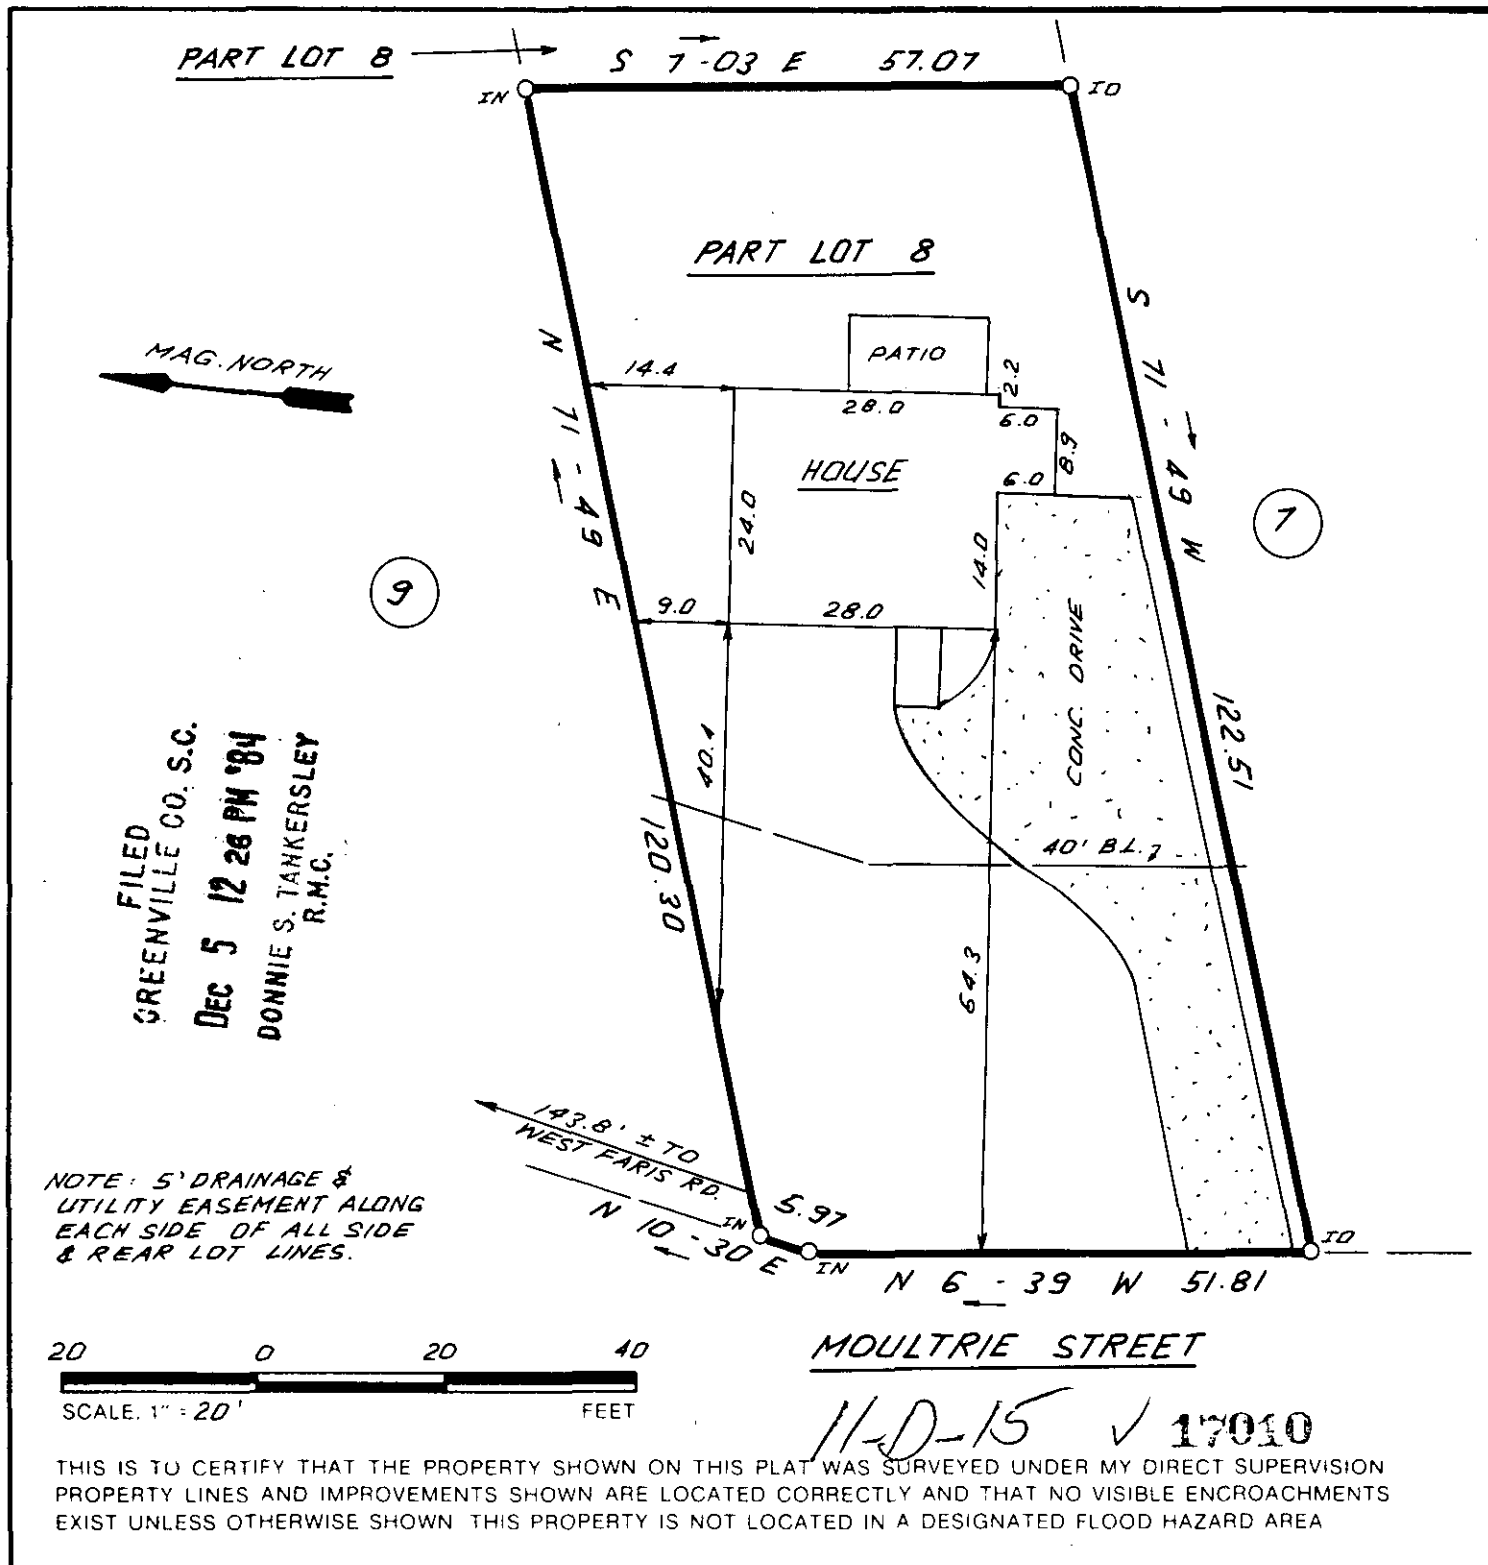 PART LOT 8
S 7-03 E 57.07
IN
IO
PART LOT 8
MAG. NORTH
PATIO
14.4
28.0
2.2
6.0
8.9
6.0
HOUSE
24.0
14.0
N 71-49 E
S 71-49 W
7
9
9.0
28.0
CONC. DRIVE
122.51
40.4
120.30
40' B.L.
64.3
FILED
GREENVILLE CO. S.C.
DEC 5 12 28 PM '84
DONNIE S. TANKERSLEY
R.M.C.
143.8' ± TO
WEST FARIS RD.
NOTE: 5' DRAINAGE &
UTILITY EASEMENT ALONG
EACH SIDE OF ALL SIDE
& REAR LOT LINES.
IN
5.97
N 10-30 E
IN
IO
N 6-39 W 51.81
MOULTRIE STREET
20 0 20 40
SCALE, 1" = 20' FEET
11-D-15 ✓ 17010
THIS IS TO CERTIFY THAT THE PROPERTY SHOWN ON THIS PLAT WAS SURVEYED UNDER MY DIRECT SUPERVISION
PROPERTY LINES AND IMPROVEMENTS SHOWN ARE LOCATED CORRECTLY AND THAT NO VISIBLE ENCROACHMENTS
EXIST UNLESS OTHERWISE SHOWN THIS PROPERTY IS NOT LOCATED IN A DESIGNATED FLOOD HAZARD AREA